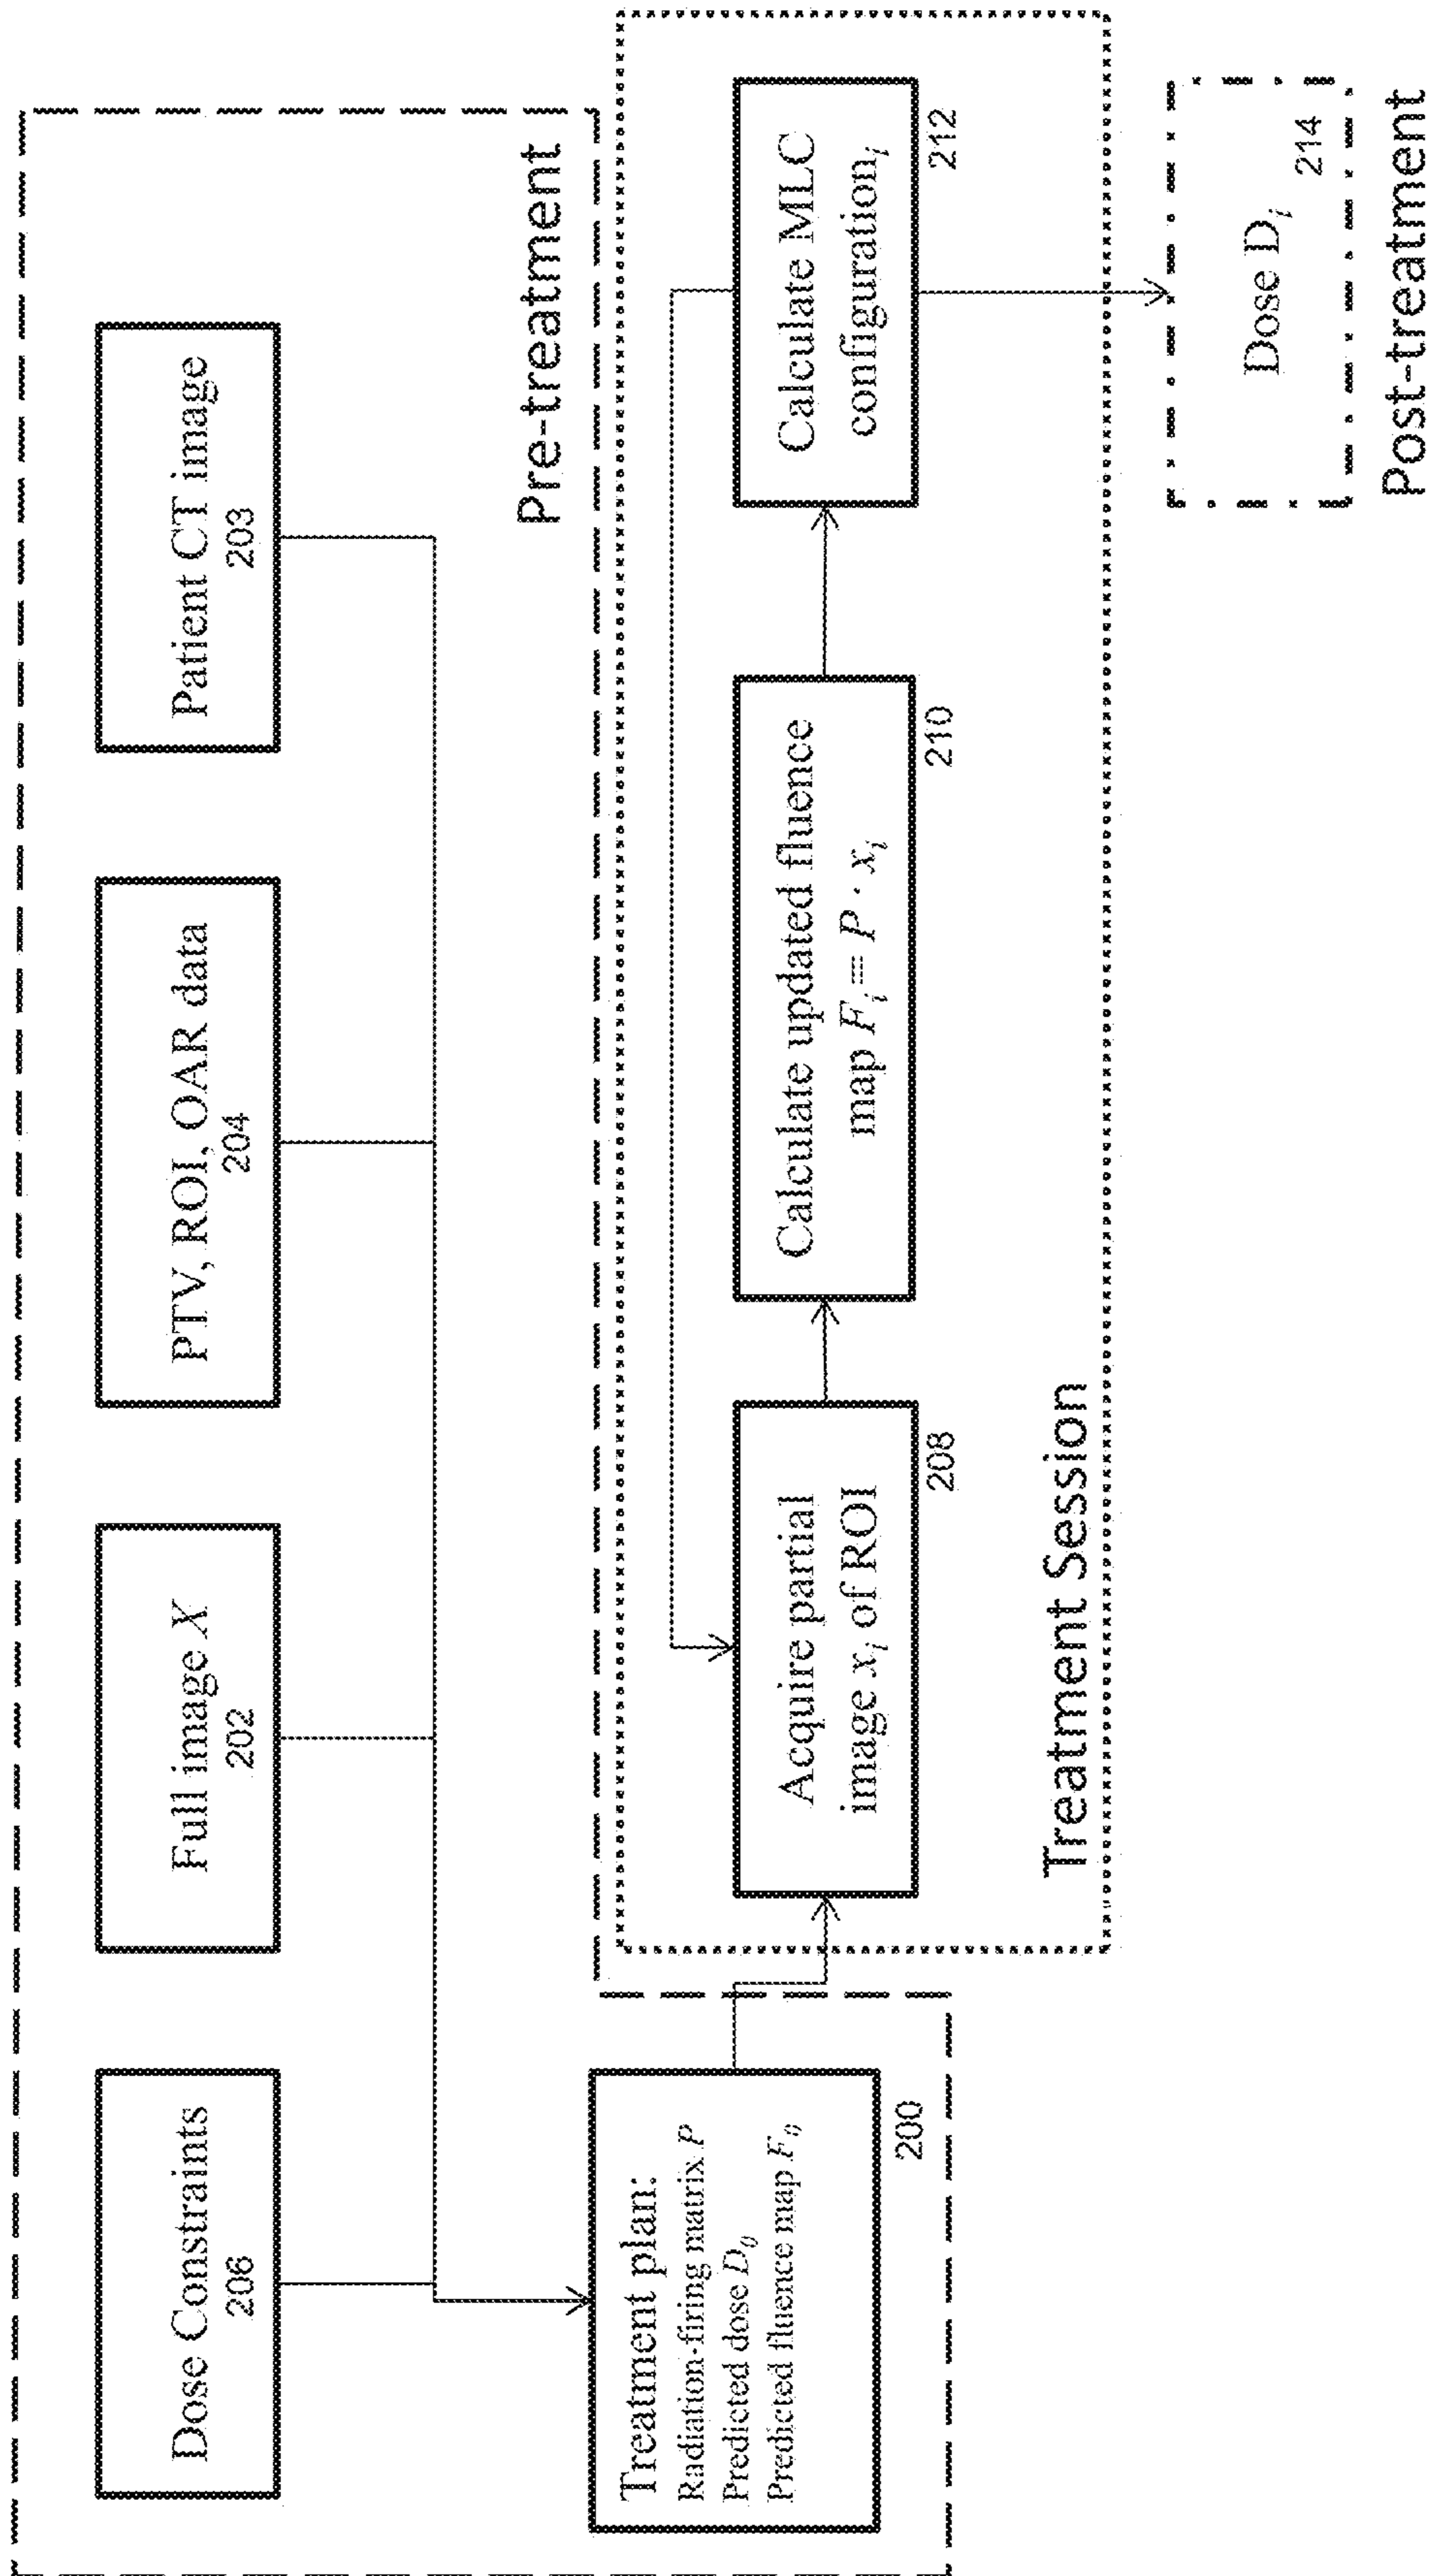 Dose Constraints
206
Full image X
202
PTV, ROI, OAR data
204
Patient CT image
203
Pre-treatment
Treatment plan:
Radiation-firing matrix P
Predicted dose D₀
Predicted fluence map F₀
200
Acquire partial
image xᵢ of ROI
208
Calculate updated fluence
map Fᵢ = P · xᵢ
210
Calculate MLC
configurationᵢ
212
Treatment Session
Dose Dᵢ
214
Post-treatment